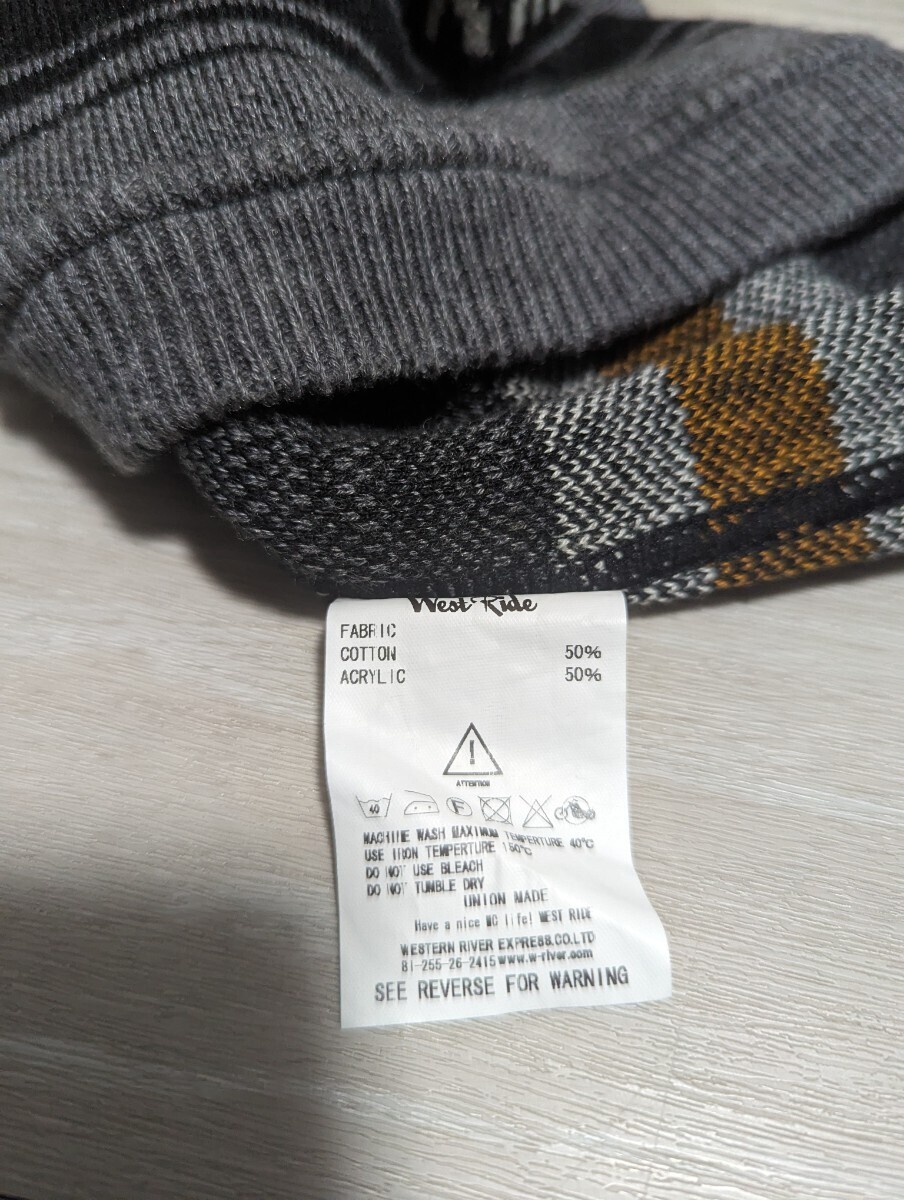 West Ride
FABRIC
COTTON 50%
ACRYLIC 50%
!
ATTENTION
40 F
MACHINE WASH MAXIMUM TEMPERTURE 40°C
USE IRON TEMPERTURE 150°C
DO NOT USE BLEACH
DO NOT TUMBLE DRY
UNION MADE
Have a nice MC life! WEST RIDE
WESTERN RIVER EXPRESS.CO.LTD
81-255-26-2415 www.w-river.com
SEE REVERSE FOR WARNING